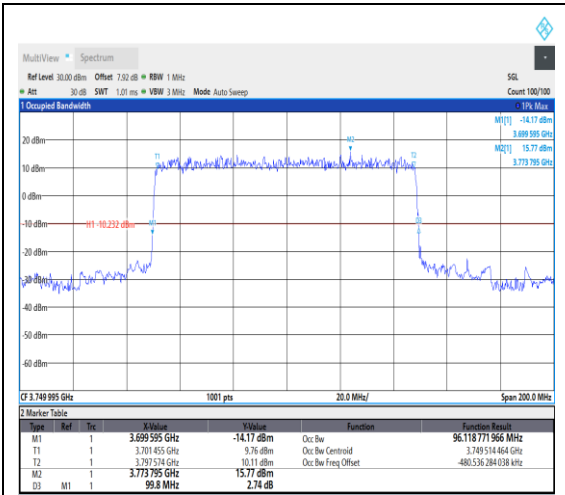 MultiView Spectrum
Ref Level 30.00 dBm Offset 7.92 dB RBW 1 MHz SGL
Att 30 dB SWT 1.01 ms VBW 3 MHz Mode Auto Sweep Count 100/100
1 Occupied Bandwidth 1Pk Max
M1[1] -14.17 dBm
3.699 595 GHz
M2[1] 15.77 dBm
3.773 795 GHz
20 dBm
M2
T1
T2
10 dBm
0 dBm
-10 dBm
H1 -10.232 dBm
M1
D3
-20 dBm
-30 dBm
-40 dBm
-50 dBm
-60 dBm
CF 3.749 995 GHz 1001 pts 20.0 MHz/ Span 200.0 MHz
2 Marker Table
Type Ref Trc X-Value Y-Value Function Function Result
M1 1 3.699 595 GHz -14.17 dBm Occ Bw 96.118 771 966 MHz
T1 1 3.701 455 GHz 9.76 dBm Occ Bw Centroid 3.749 514 464 GHz
T2 1 3.797 574 GHz 10.11 dBm Occ Bw Freq Offset -480.536 284 038 kHz
M2 1 3.773 795 GHz 15.77 dBm
D3 M1 1 99.8 MHz 2.74 dB